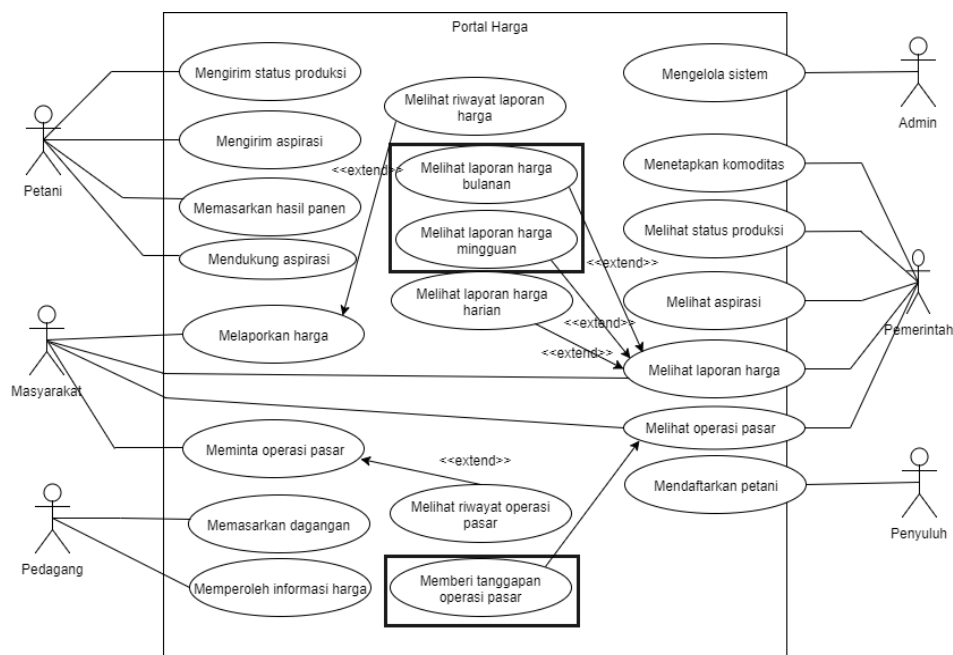 Portal Harga
Mengirim status produksi
Mengelola sistem
Melihat riwayat laporan
harga
Admin
Mengirim aspirasi
<<extend>>
Melihat laporan harga
bulanan
Menetapkan komoditas
Petani
Memasarkan hasil panen
Melihat laporan harga
mingguan
Melihat status produksi
Mendukung aspirasi
<<extend>>
Melihat laporan harga
harian
Melihat aspirasi
Pemerintah
Melaporkan harga
<<extend>>
<<extend>>
Masyarakat
Melihat laporan harga
Melihat operasi pasar
Meminta operasi pasar
<<extend>>
Mendaftarkan petani
Melihat riwayat operasi
pasar
Memasarkan dagangan
Penyuluh
Pedagang
Memperoleh informasi harga
Memberi tanggapan
operasi pasar